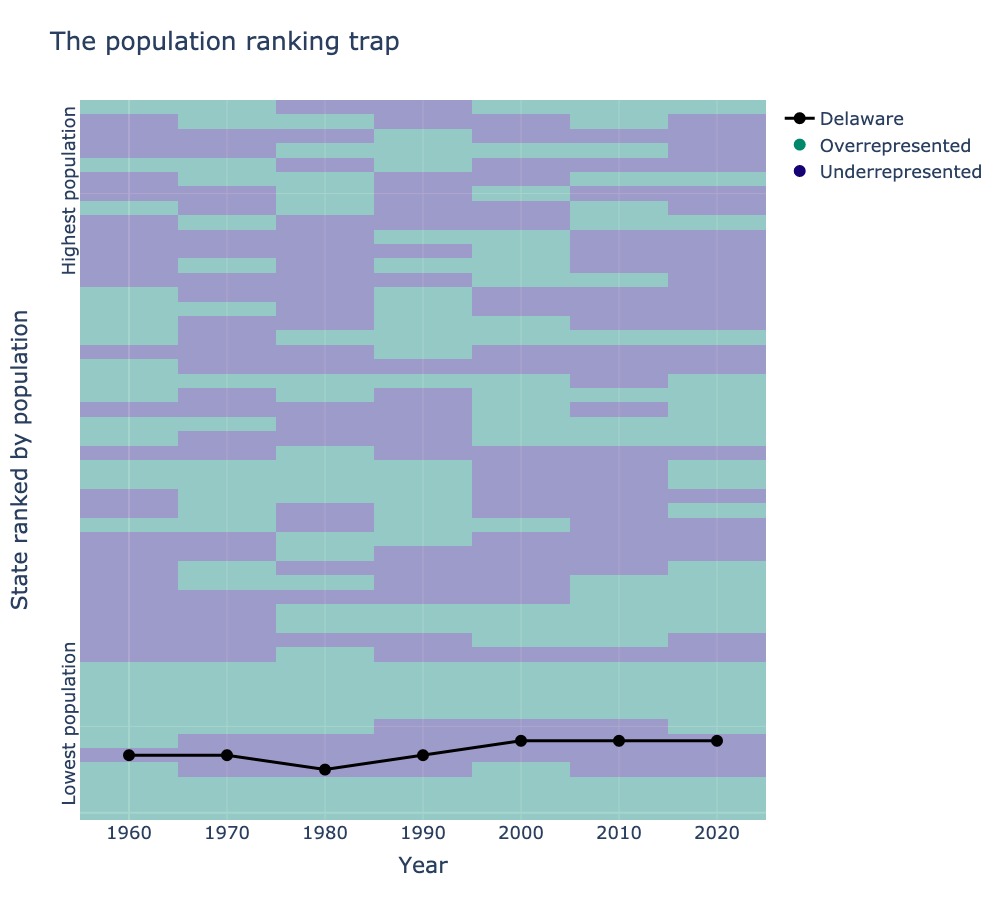 The population ranking trap
Highest population
Lowest population
State ranked by population
1960 1970 1980 1990 2000 2010 2020
Year
Delaware
Overrepresented
Underrepresented